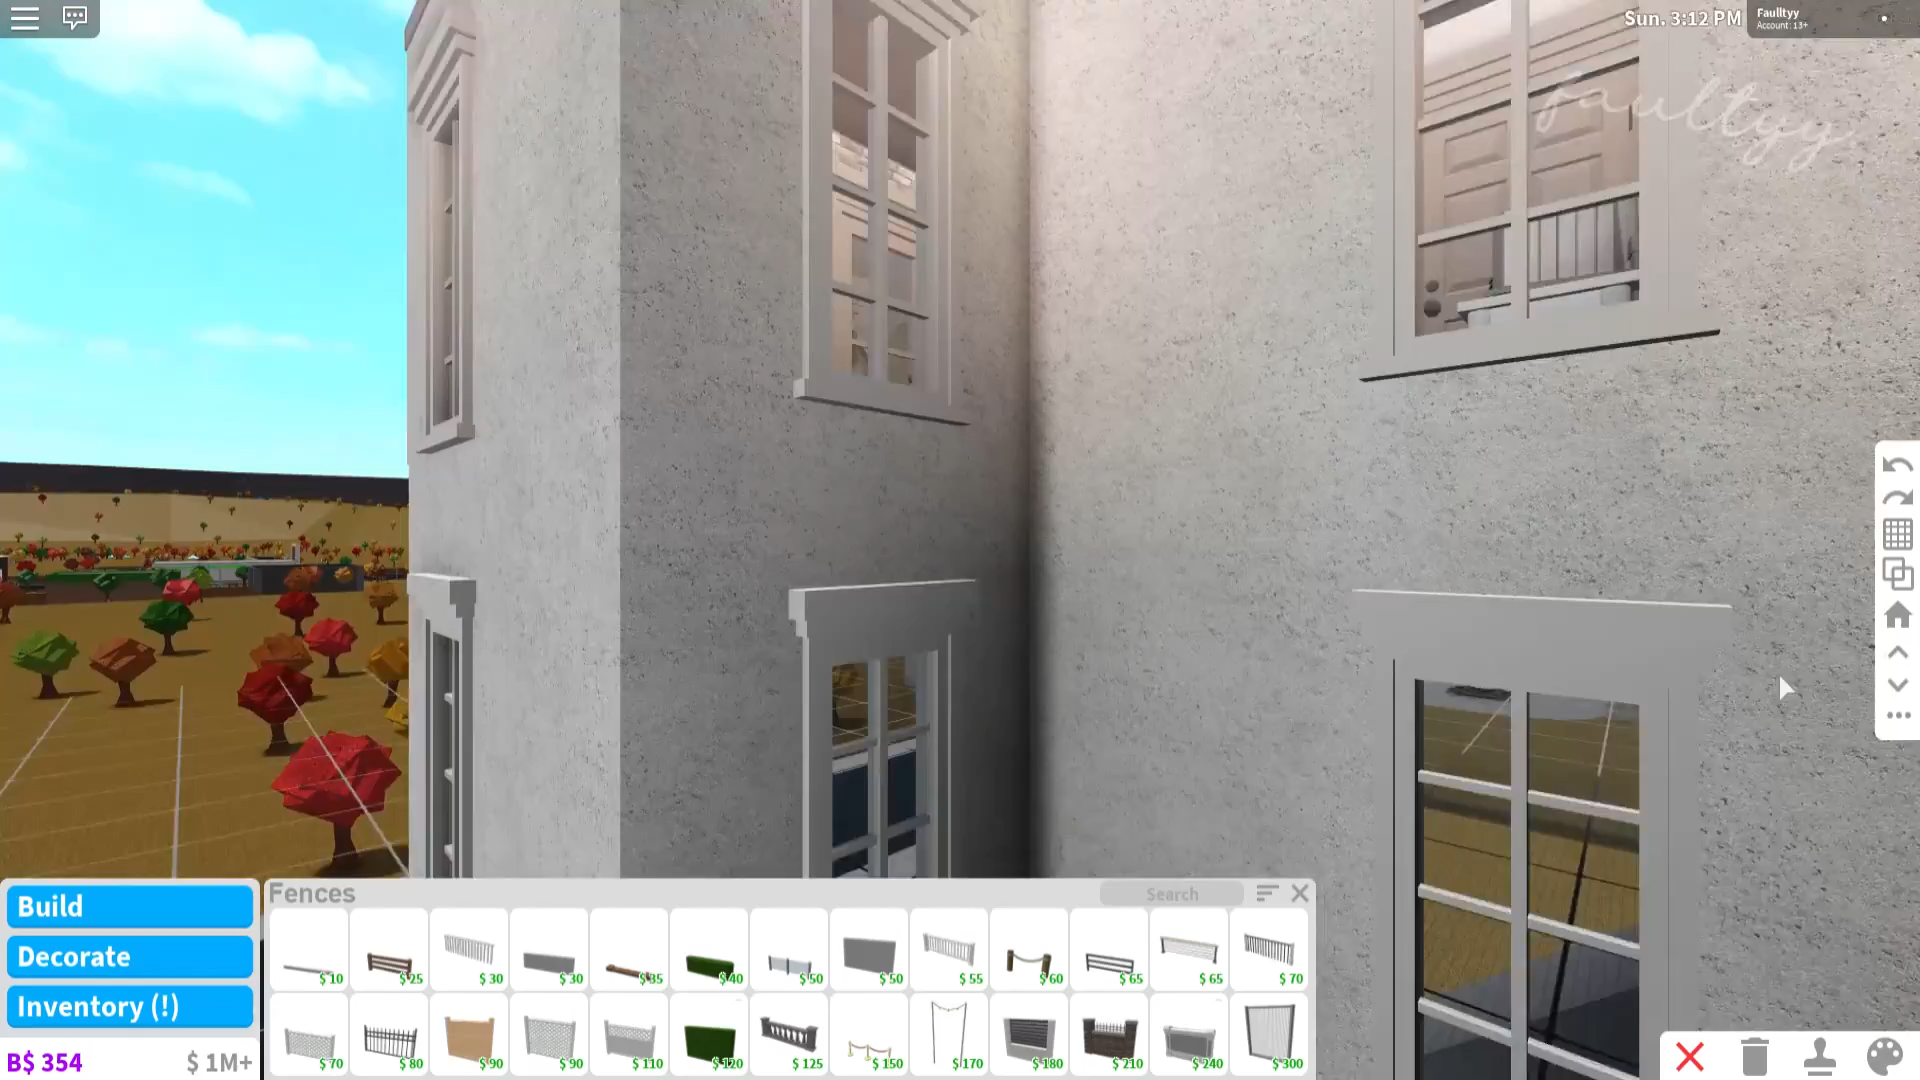 Sun. 3:12 PM
Faulltyy
Account: 13+
faultyy
Build
Decorate
Inventory (!)
B$ 354
$ 1M+
Fences
Search
$ 10 $ 25 $ 30 $ 30 $ 35 $ 40 $ 50 $ 50 $ 55 $ 60 $ 65 $ 65 $ 70
$ 70 $ 80 $ 90 $ 90 $ 110 $ 120 $ 125 $ 150 $ 170 $ 180 $ 210 $ 240 $ 300